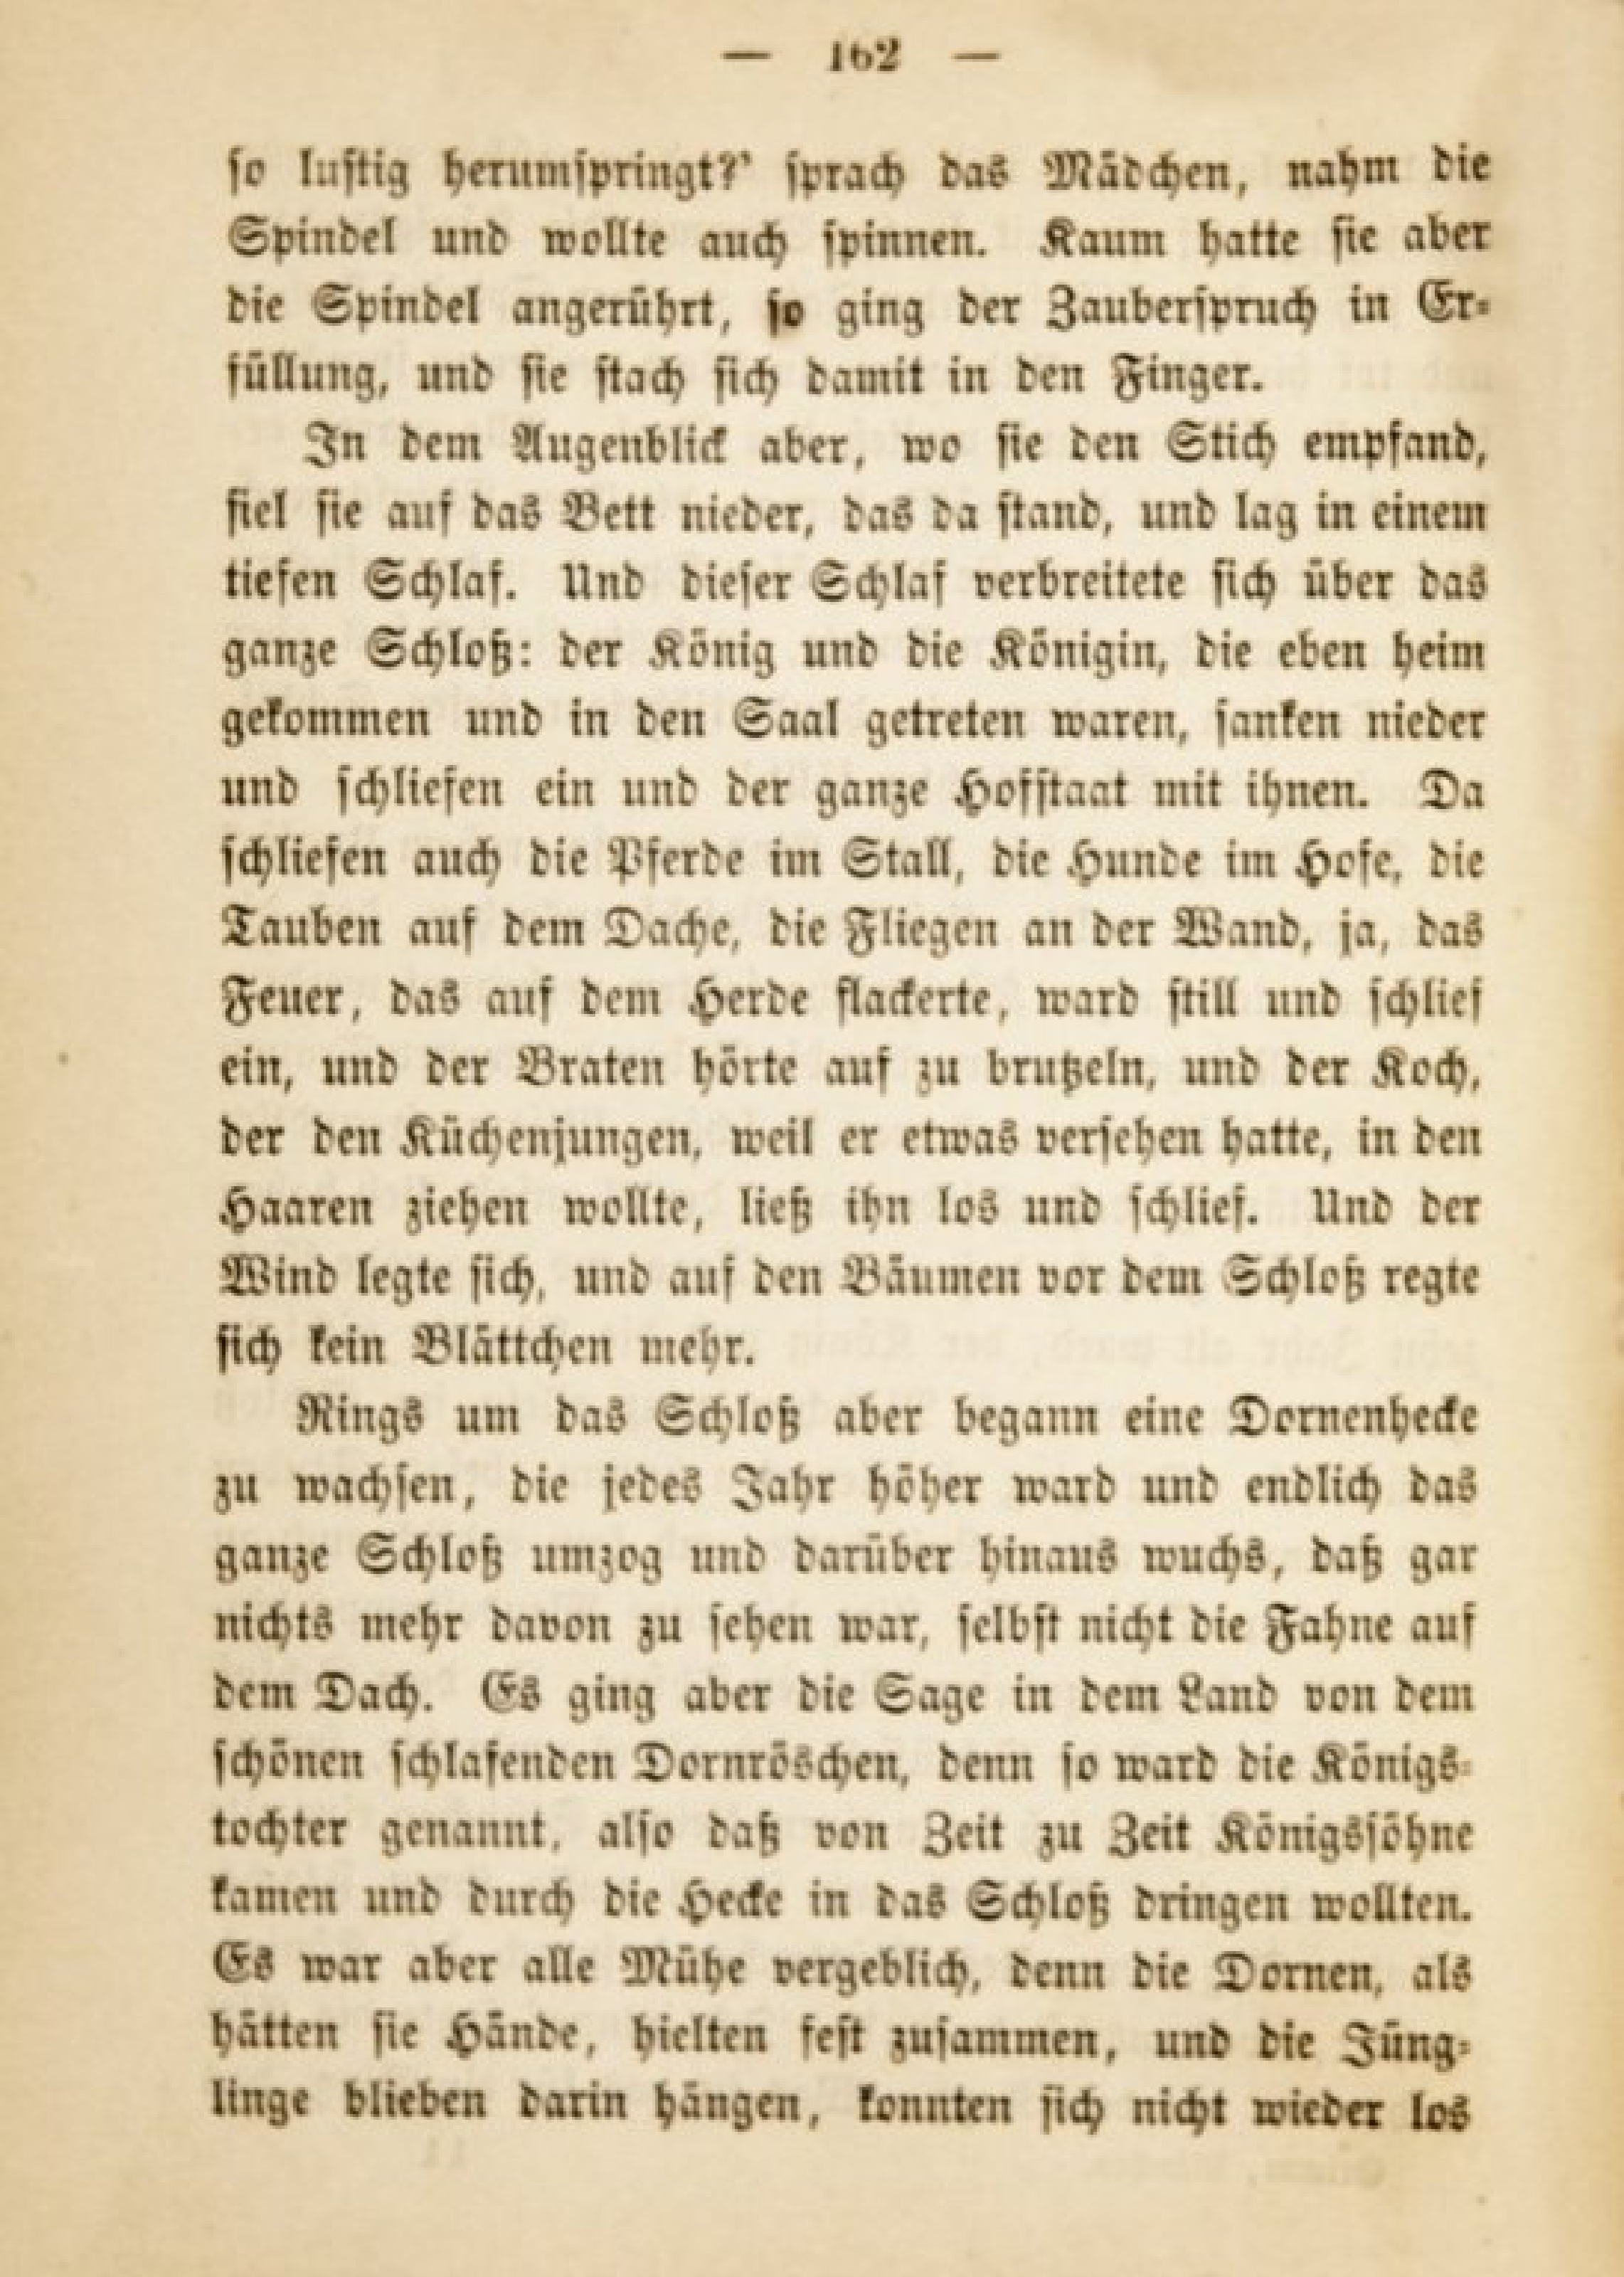 — 162 —
so lustig herumspringt?’ sprach das Mädchen, nahm die
Spindel und wollte auch spinnen. Kaum hatte sie aber
die Spindel angerührt, so ging der Zauberspruch in Er-
füllung, und sie stach sich damit in den Finger.
In dem Augenblick aber, wo sie den Stich empfand,
fiel sie auf das Bett nieder, das da stand, und lag in einem
tiefen Schlaf. Und dieser Schlaf verbreitete sich über das
ganze Schloß: der König und die Königin, die eben heim
gekommen und in den Saal getreten waren, sanken nieder
und schliefen ein und der ganze Hofstaat mit ihnen. Da
schliefen auch die Pferde im Stall, die Hunde im Hofe, die
Tauben auf dem Dache, die Fliegen an der Wand, ja, das
Feuer, das auf dem Herde flackerte, ward still und schlief
ein, und der Braten hörte auf zu brutzeln, und der Koch,
der den Küchenjungen, weil er etwas versehen hatte, in den
Haaren ziehen wollte, ließ ihn los und schlief. Und der
Wind legte sich, und auf den Bäumen vor dem Schloß regte
sich kein Blättchen mehr.
Rings um das Schloß aber begann eine Dornenhecke
zu wachsen, die jedes Jahr höher ward und endlich das
ganze Schloß umzog und darüber hinaus wuchs, daß gar
nichts mehr davon zu sehen war, selbst nicht die Fahne auf
dem Dach. Es ging aber die Sage in dem Land von dem
schönen schlafenden Dornröschen, denn so ward die Königs-
tochter genannt, also daß von Zeit zu Zeit Königssöhne
kamen und durch die Hecke in das Schloß dringen wollten.
Es war aber alle Mühe vergeblich, denn die Dornen, als
hätten sie Hände, hielten fest zusammen, und die Jüng-
linge blieben darin hängen, konnten sich nicht wieder los